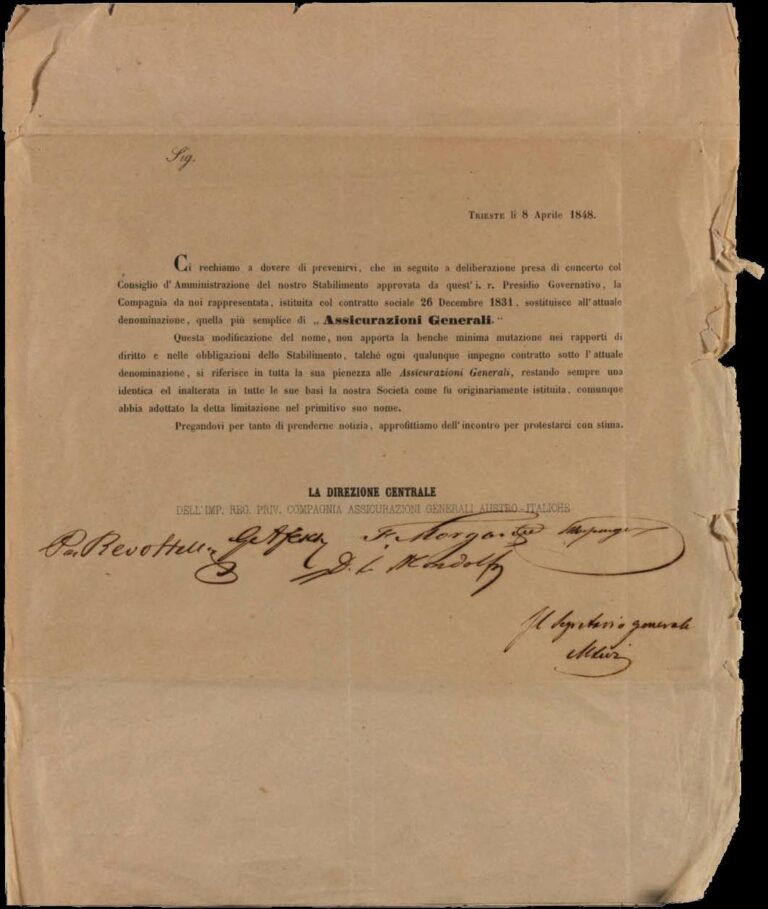 Sig.
TRIESTE li 8 Aprile 1848.
Ci rechiamo a dovere di prevenirvi, che in seguito a deliberazione presa di concerto col
Consiglio d'Amministrazione del nostro Stabilimento approvata da quest'i. r. Presidio Governativo, la
Compagnia da noi rappresentata, istituita col contratto sociale 26 Decembre 1831, sostituisce all'attuale
denominazione, quella più semplice di „Assicurazioni Generali.“
Questa modificazione del nome, non apporta la benche minima mutazione nei rapporti di
diritto e nelle obbligazioni dello Stabilimento, talchè ogni qualunque impegno contratto sotto l'attuale
denominazione, si riferisce in tutta la sua pienezza alle Assicurazioni Generali, restando sempre una
identica ed inalterata in tutte le sue basi la nostra Società come fu originariamente istituita, comunque
abbia adottato la detta limitazione nel primitivo suo nome.
Pregandovi per tanto di prenderne notizia, approfittiamo dell'incontro per protestarci con stima.
LA DIREZIONE CENTRALE
DELL'IMP. REG. PRIV. COMPAGNIA ASSICURAZIONI GENERALI AUSTRO-ITALICHE
Revoltella
Il Segretario generale